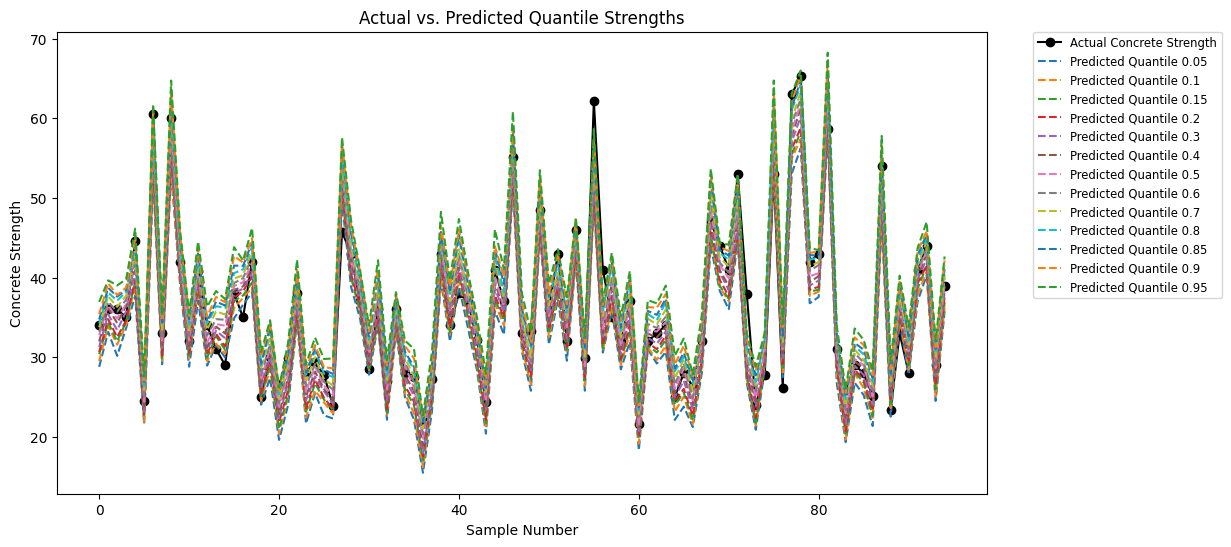 Actual vs. Predicted Quantile Strengths
70
60
50
40
30
20
Concrete Strength
0
20
40
60
80
Sample Number
Actual Concrete Strength
Predicted Quantile 0.05
Predicted Quantile 0.1
Predicted Quantile 0.15
Predicted Quantile 0.2
Predicted Quantile 0.3
Predicted Quantile 0.4
Predicted Quantile 0.5
Predicted Quantile 0.6
Predicted Quantile 0.7
Predicted Quantile 0.8
Predicted Quantile 0.85
Predicted Quantile 0.9
Predicted Quantile 0.95